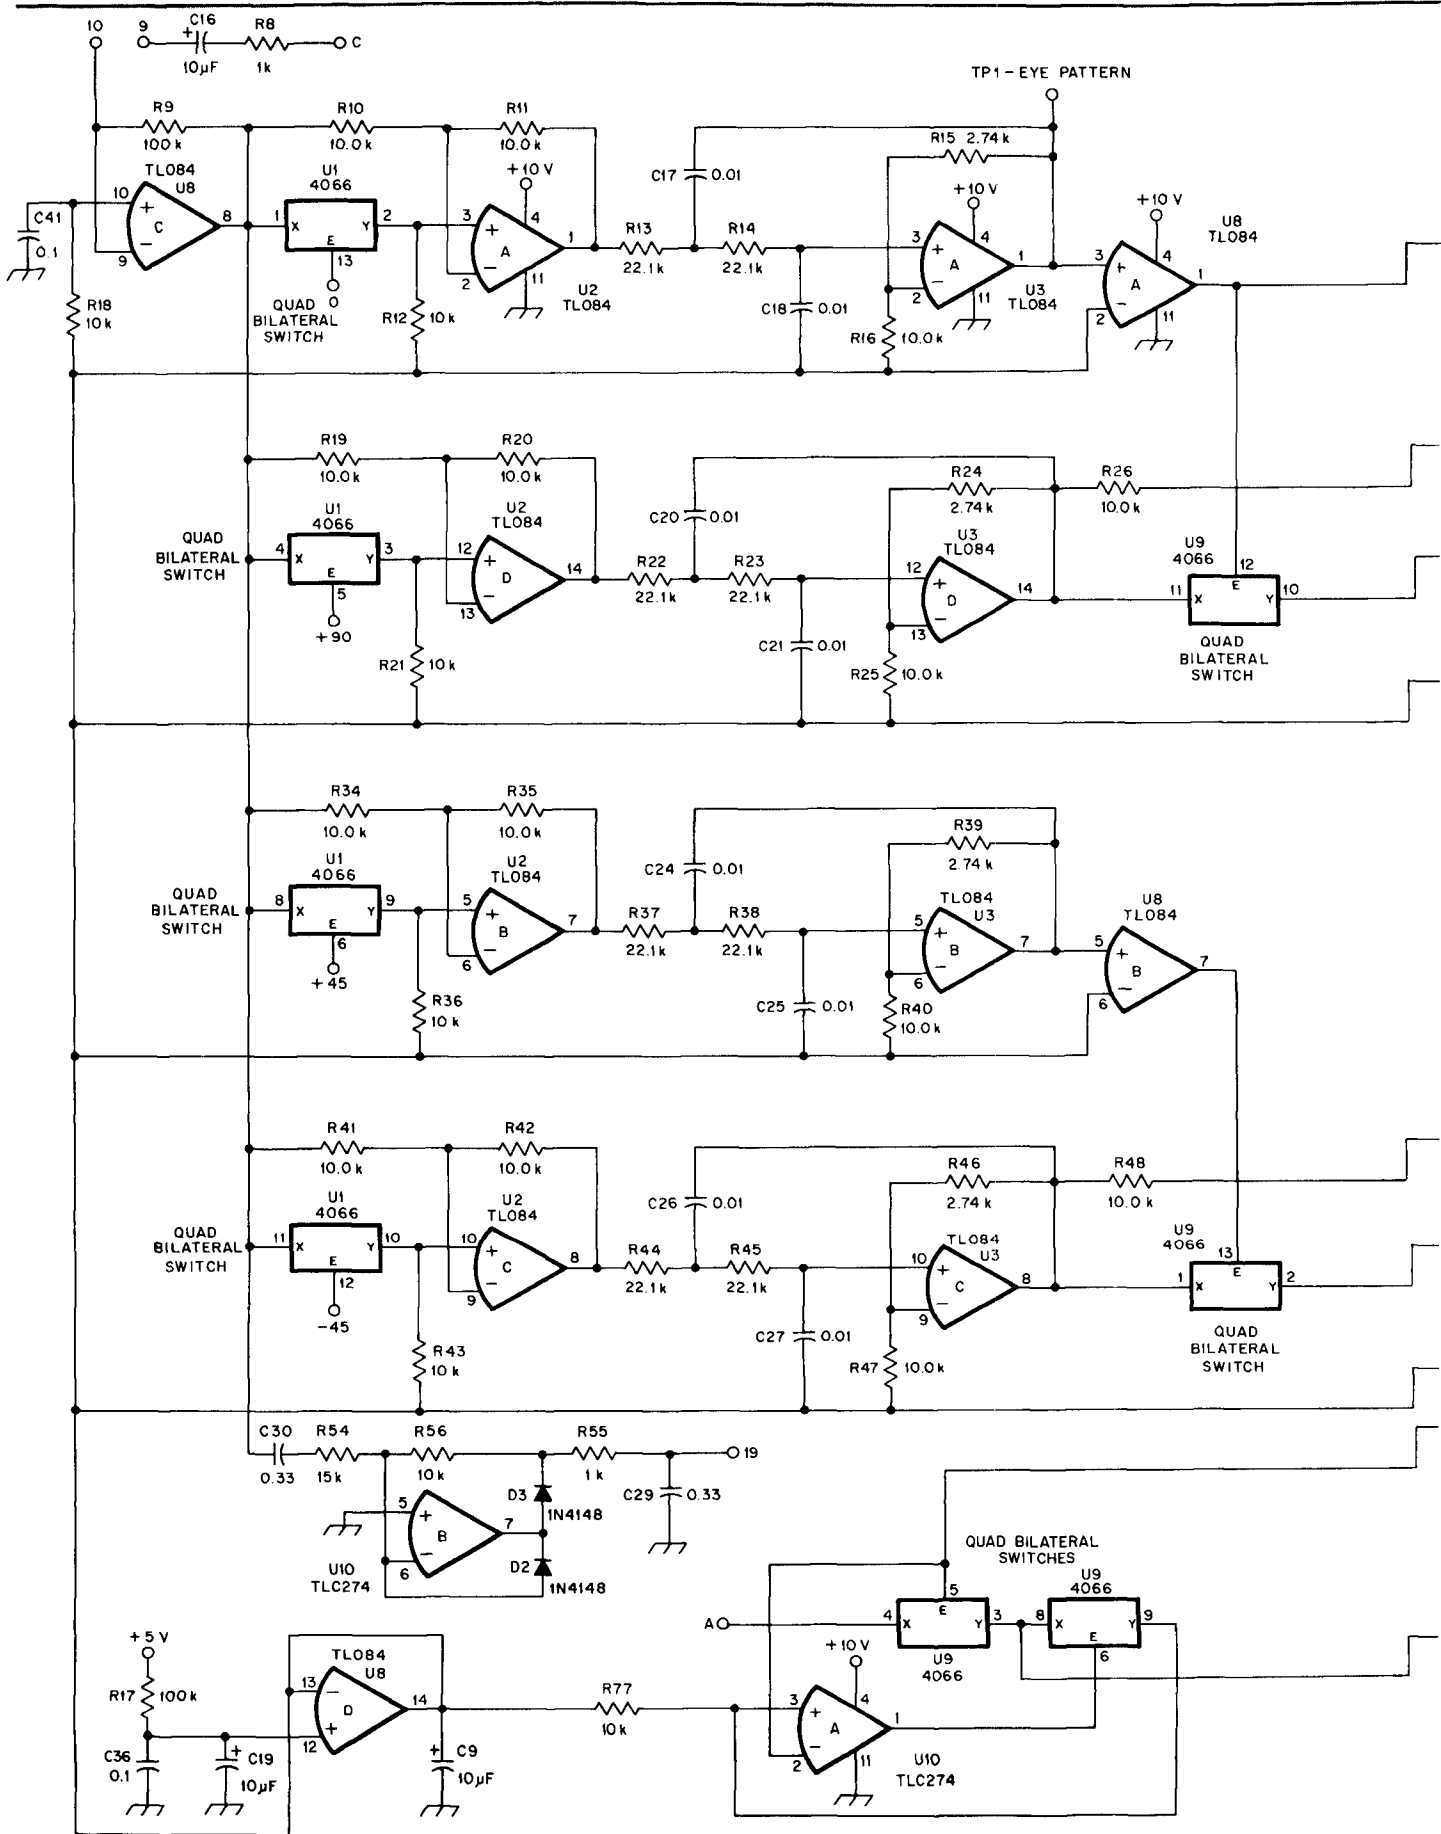 10 9 C16 R8 C
+ 10µF 1k
TP1-EYE PATTERN
R9 100k
R10 10.0k
R11 10.0k
R15 2.74k
TL084 U8
10 + C - 9 8
U1 4066
1 X Y 2 E 13 0
QUAD BILATERAL SWITCH
+10V
3 + A - 2 4 1 11
U2 TL084
R12 10k
C41 0.1
R18 10k
R13 22.1k
R14 22.1k
C17 0.01
C18 0.01
+10V
3 + A - 2 4 1 11
U3 TL084
R16 10.0k
+10V
3 + A - 2 4 1 11
U8 TL084
R19 10.0k
R20 10.0k
QUAD BILATERAL SWITCH
U1 4066
4 X Y 3 E 5 +90
U2 TL084
12 + D - 13 14
R21 10k
R22 22.1k
R23 22.1k
C20 0.01
C21 0.01
R24 2.74k
U3 TL084
12 + D - 13 14
R25 10.0k
R26 10.0k
U9 4066
11 X Y 10 E 12
QUAD BILATERAL SWITCH
R34 10.0k
R35 10.0k
QUAD BILATERAL SWITCH
U1 4066
8 X Y 9 E 6 +45
U2 TL084
5 + B - 6 7
R36 10k
R37 22.1k
R38 22.1k
C24 0.01
C25 0.01
R39 2.74k
TL084 U3
5 + B - 6 7
R40 10.0k
U8 TL084
5 + B - 6 7
R41 10.0k
R42 10.0k
QUAD BILATERAL SWITCH
U1 4066
11 X Y 10 E 12 -45
U2 TL084
10 + C - 9 8
R43 10k
R44 22.1k
R45 22.1k
C26 0.01
C27 0.01
R46 2.74k
TL084 U3
10 + C - 9 8
R47 10.0k
R48 10.0k
U9 4066
1 X Y 2 E 13
QUAD BILATERAL SWITCH
C30 0.33
R54 15k
R56 10k
R55 1k
19
5 + B - 6 7
U10 TLC274
D3 1N4148
D2 1N4148
C29 0.33
QUAD BILATERAL SWITCHES
A
4 X Y 3 E 5
U9 4066
U9 4066
8 X Y 9 E 6
+5V
R17 100k
C36 0.1
C19 + 10µF
TL084 U8
13 - D + 12 14
C9 + 10µF
R77 10k
+10V
3 + A - 2 4 1 11
U10 TLC274